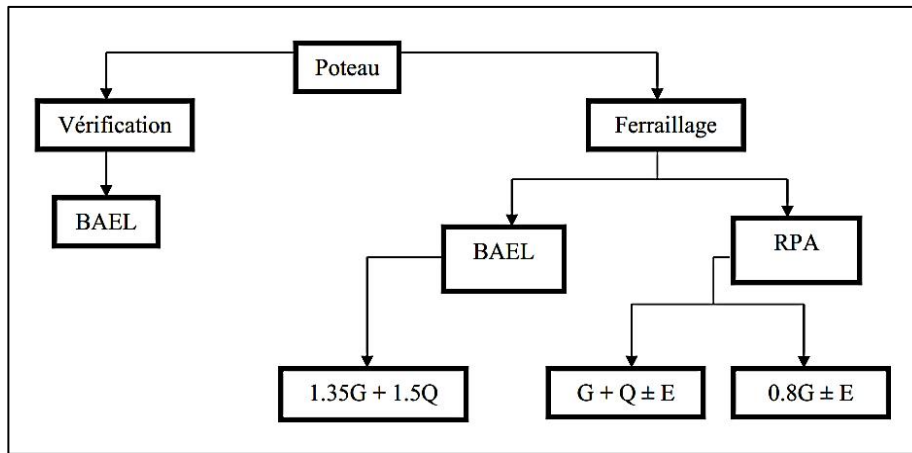 Poteau
Vérification
Ferraillage
BAEL
BAEL
RPA
1.35G + 1.5Q
G + Q ± E
0.8G ± E